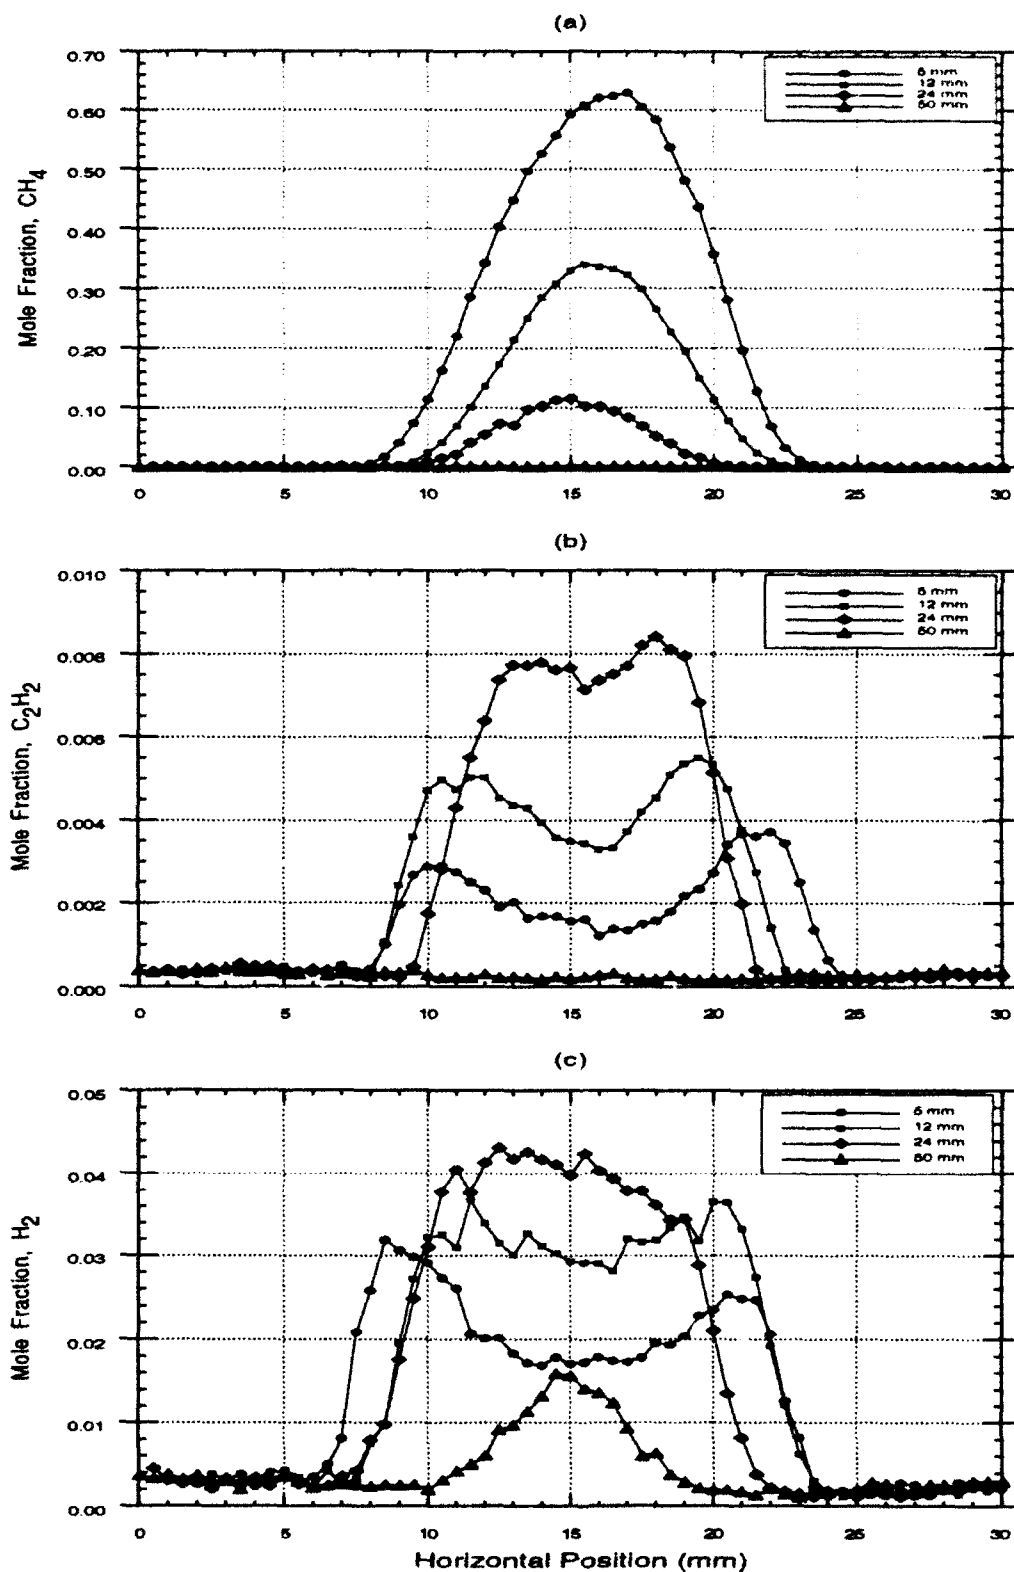 (a)
0.70
0.60
0.50
0.40
0.30
0.20
0.10
0.00
Mole Fraction, CH4
5 mm
12 mm
24 mm
50 mm
0 5 10 15 20 25 30
(b)
0.010
0.008
0.006
0.004
0.002
0.000
Mole Fraction, C2H2
5 mm
12 mm
24 mm
50 mm
0 5 10 15 20 25 30
(c)
0.05
0.04
0.03
0.02
0.01
0.00
Mole Fraction, H2
5 mm
12 mm
24 mm
50 mm
0 5 10 15 20 25 30
Horizontal Position (mm)